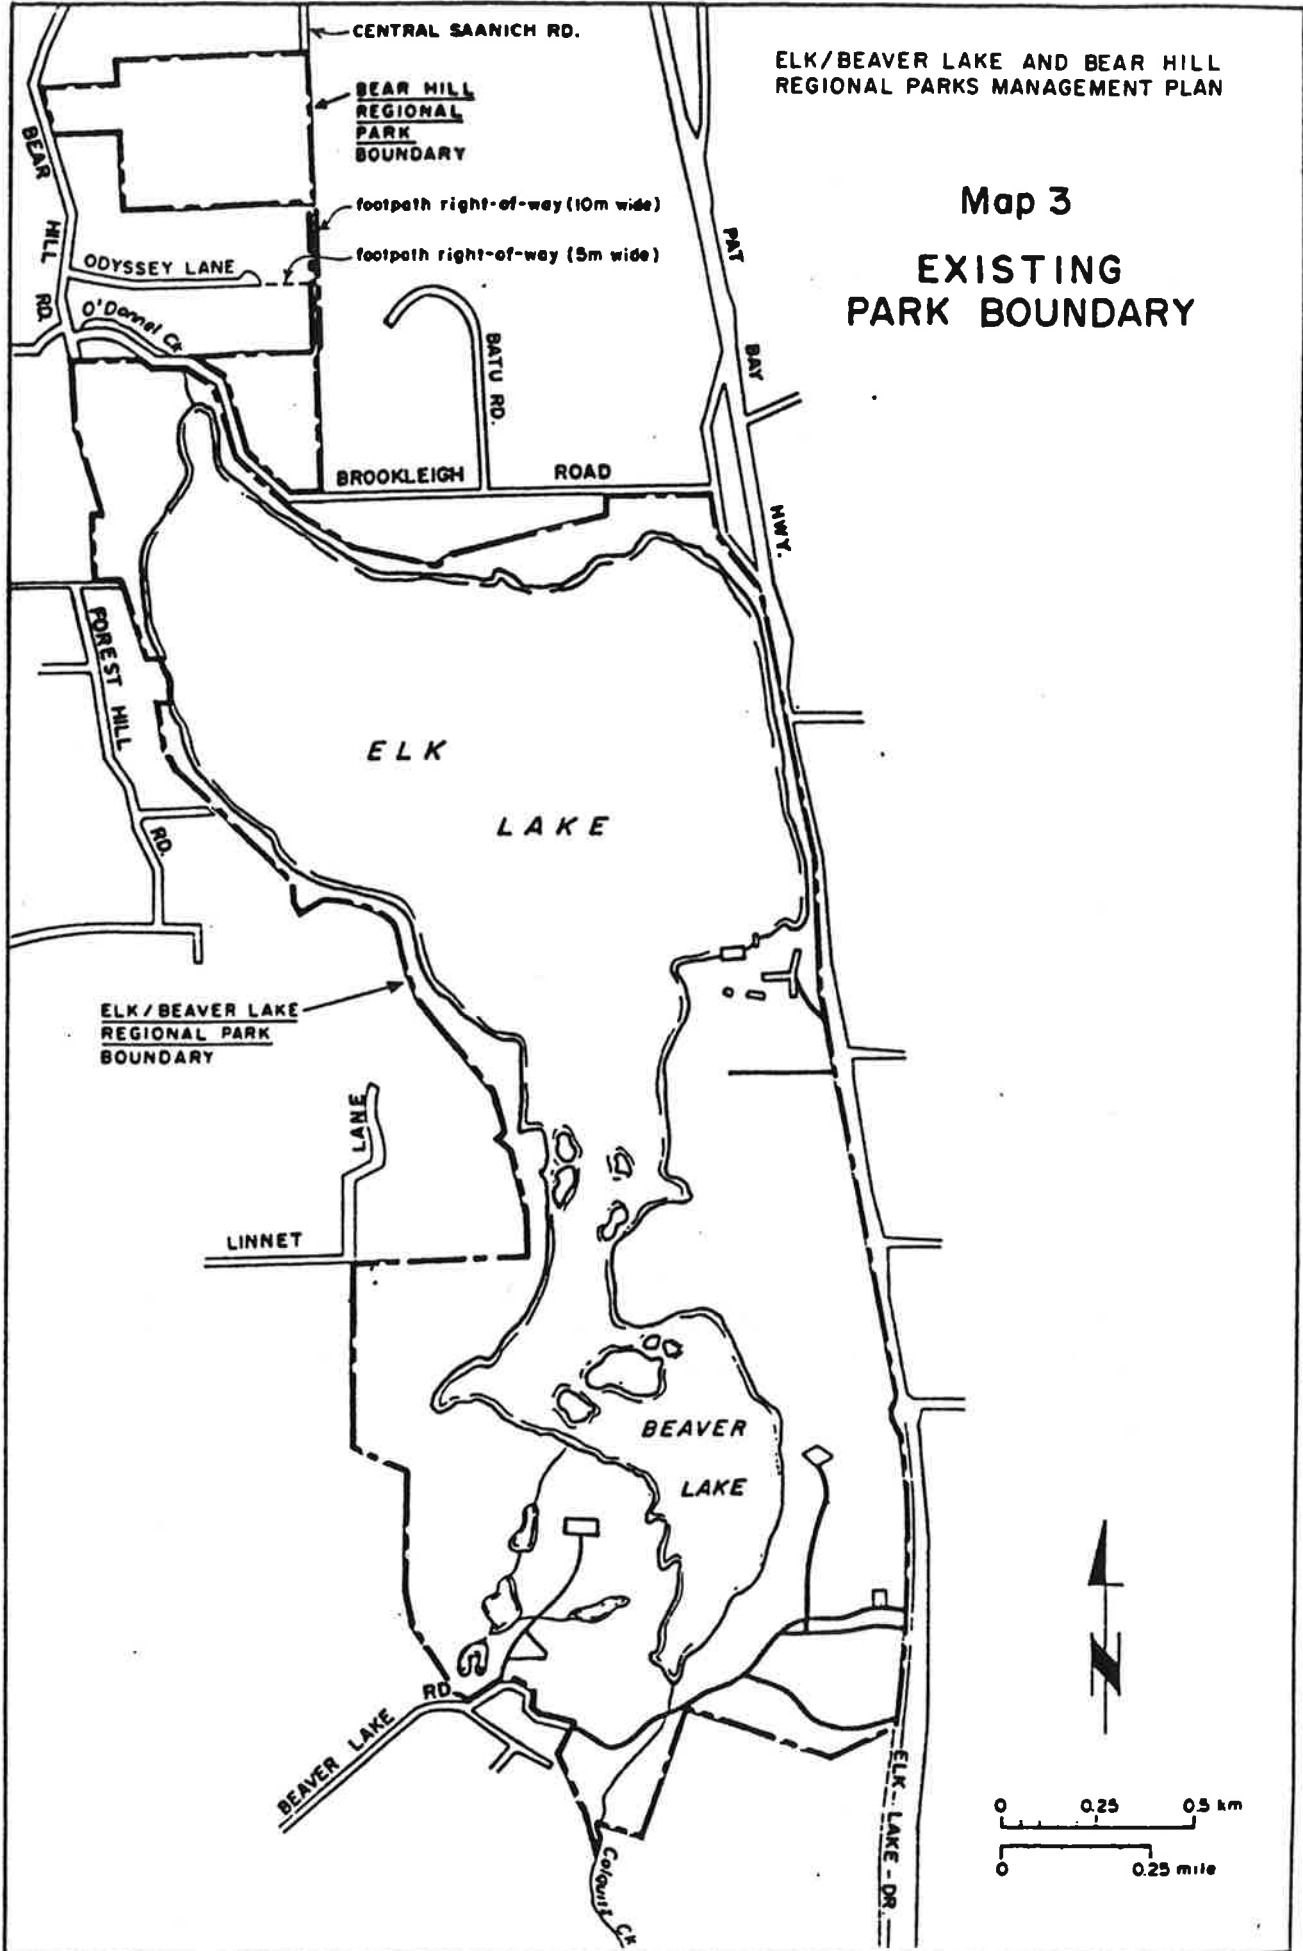 CENTRAL SAANICH RD.
ELK/BEAVER LAKE AND BEAR HILL
REGIONAL PARKS MANAGEMENT PLAN
BEAR HILL
REGIONAL
PARK
BOUNDARY
Map 3
EXISTING
PARK BOUNDARY
footpath right-of-way (10m wide)
footpath right-of-way (5m wide)
BEAR HILL RD.
ODYSSEY LANE
O'Donnel Ck
BATU RD.
PAT BAY HWY.
BROOKLEIGH ROAD
FOREST HILL RD.
ELK
LAKE
ELK/BEAVER LAKE
REGIONAL PARK
BOUNDARY
LINNET LANE
BEAVER
LAKE
BEAVER LAKE RD
N
Colquitz Ck
ELK-LAKE-DR.
0 0.25 0.5 km
0 0.25 mile